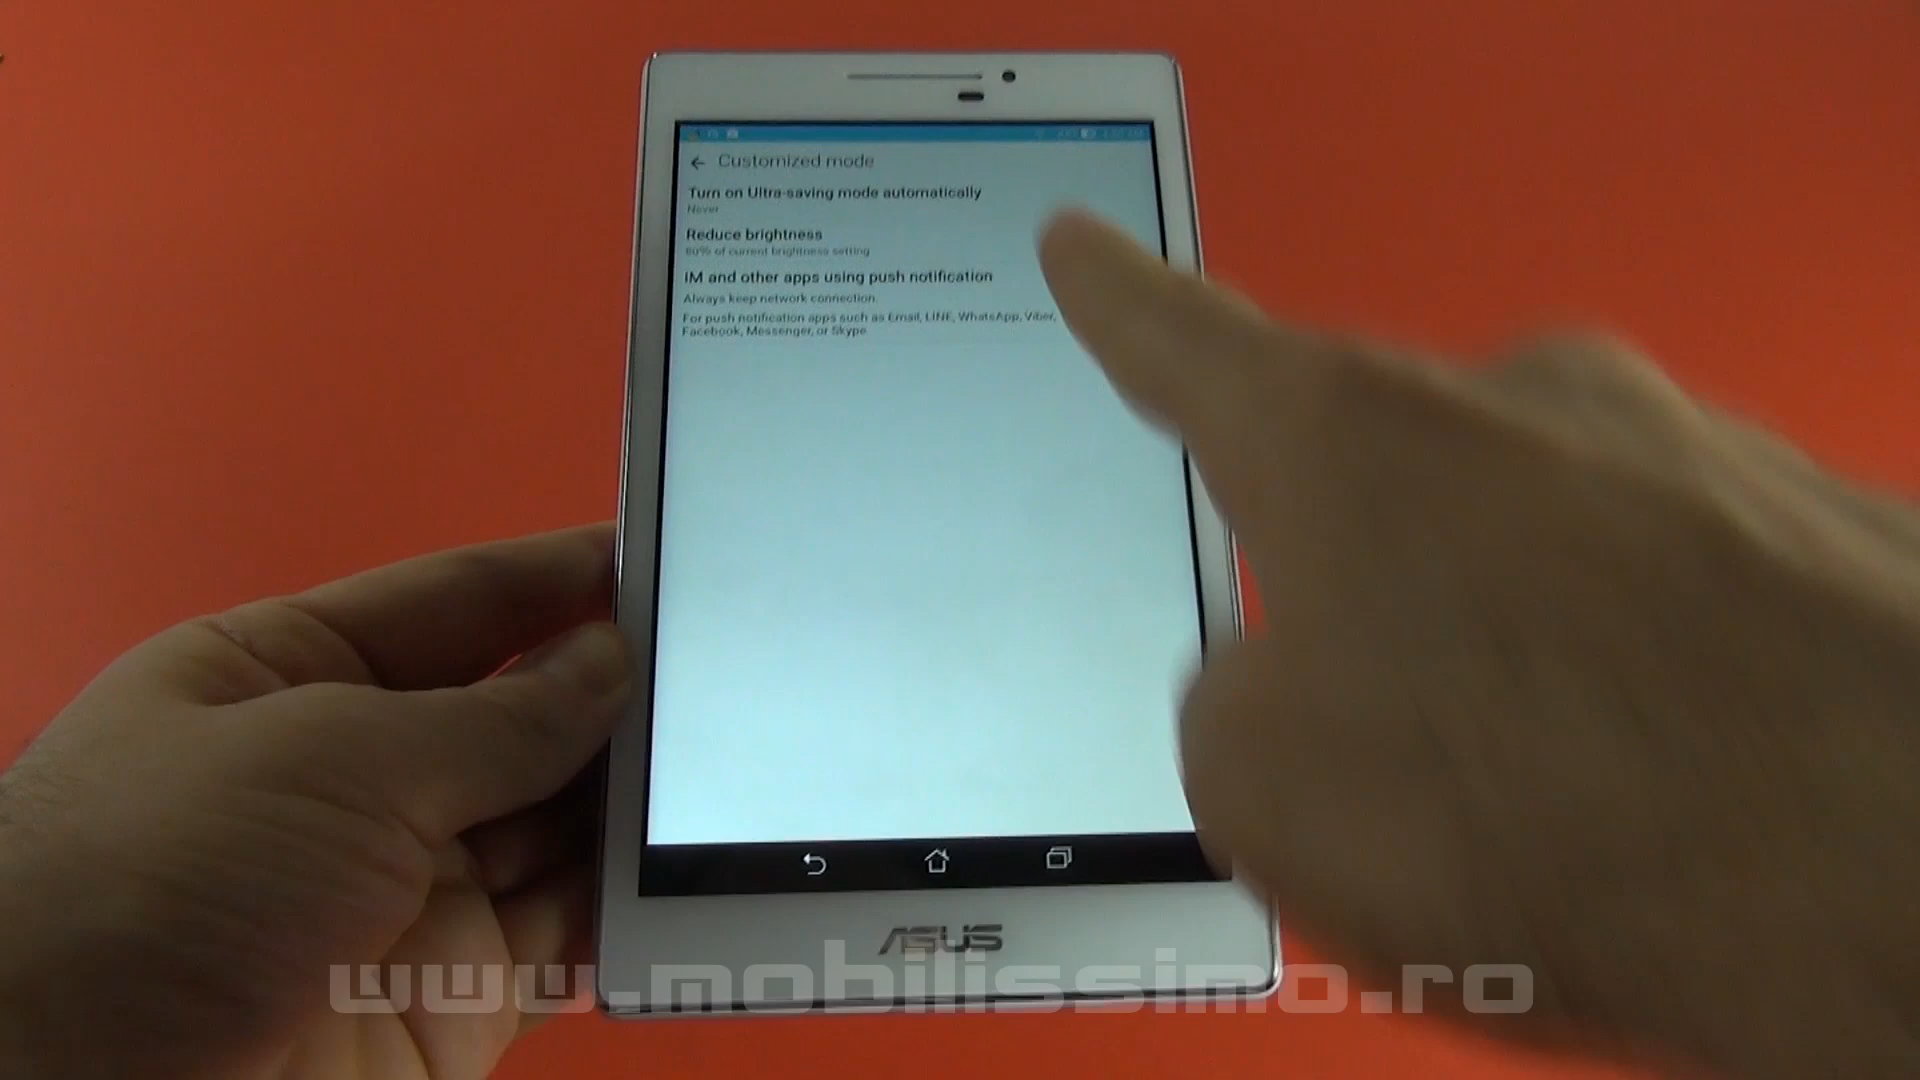 Customized mode
Turn on Ultra-saving mode automatically
Never
Reduce brightness
80% of current brightness setting
IM and other apps using push notification
Always keep network connection.
For push notification apps such as Email, LINE, WhatsApp, Viber,
Facebook, Messenger, or Skype
ASUS
www.mobilissimo.ro